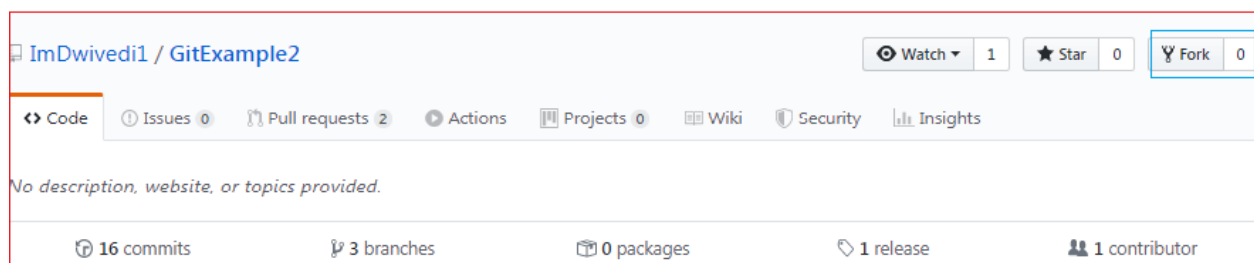 ImDwivedi1 / GitExample2 Watch 1 Star 0 Fork 0
Code Issues 0 Pull requests 2 Actions Projects 0 Wiki Security Insights
No description, website, or topics provided.
16 commits 3 branches 0 packages 1 release 1 contributor